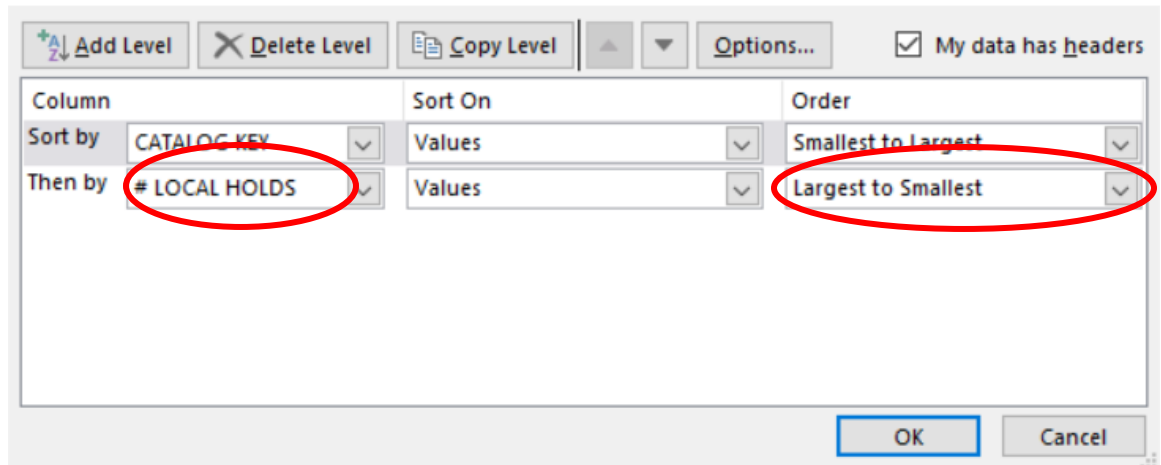 Add Level Delete Level Copy Level Options... My data has headers
Column Sort On Order
Sort by CATALOG KEY Values Smallest to Largest
Then by # LOCAL HOLDS Values Largest to Smallest
OK Cancel